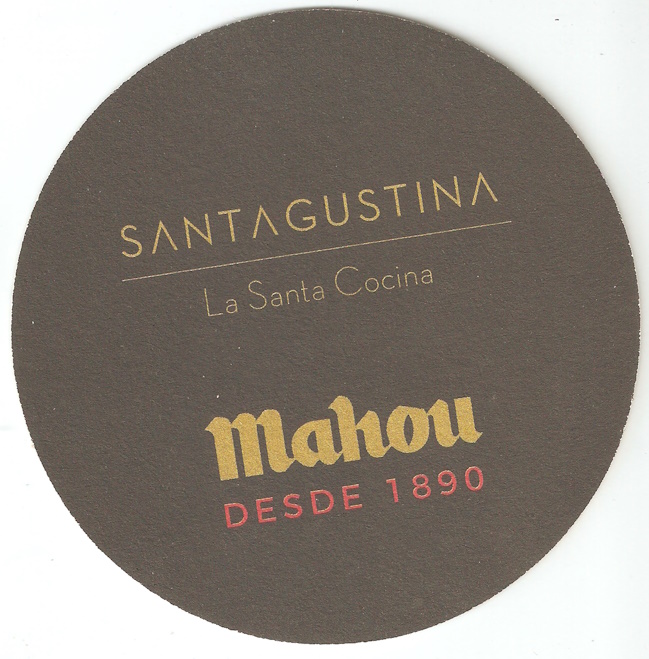 SANTAGUSTINA
La Santa Cocina
Mahou
DESDE 1890